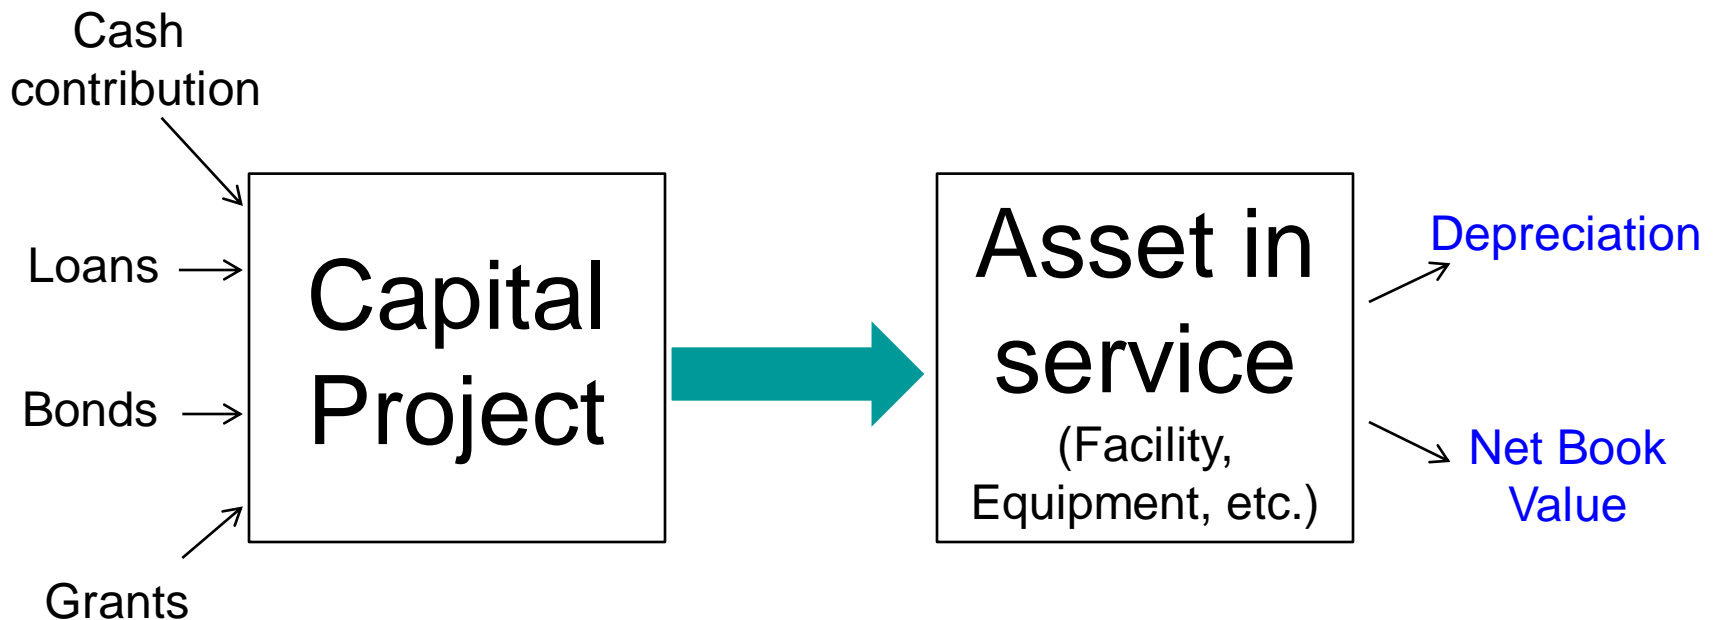 Cash
contribution
Loans
Bonds
Grants
Capital
Project
Asset in
service
(Facility,
Equipment, etc.)
Depreciation
Net Book
Value